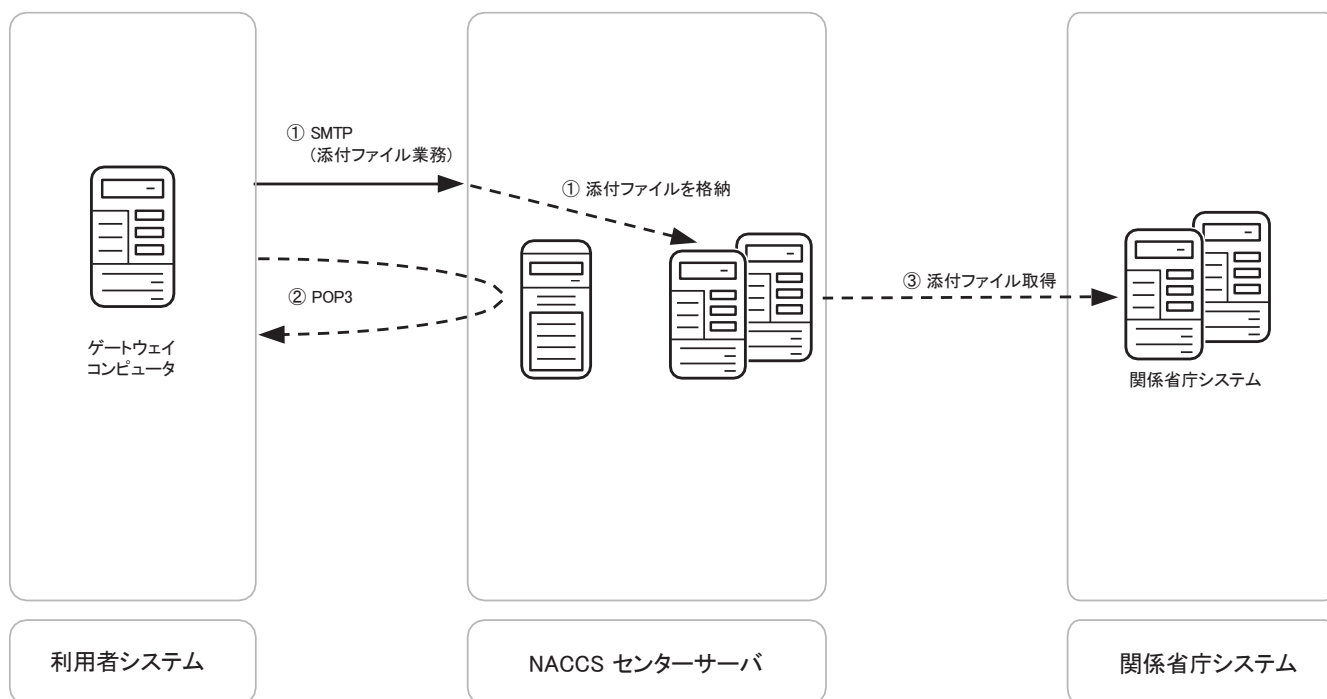 ① SMTP
(添付ファイル業務)
① 添付ファイルを格納
② POP3
③ 添付ファイル取得
ゲートウェイ
コンピュータ
関係省庁システム
利用者システム
NACCS センターサーバ
関係省庁システム